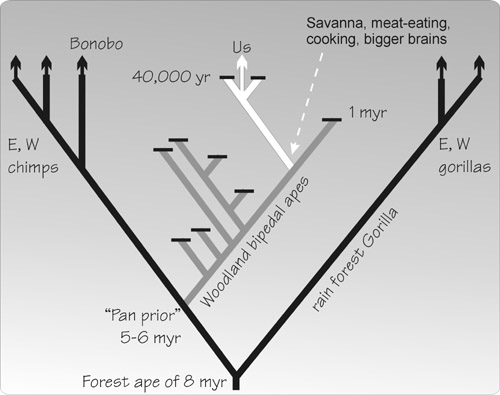 Savanna, meat-eating,
cooking, bigger brains
Bonobo
Us
40,000 yr
1 myr
E, W
chimps
E, W
gorillas
Woodland bipedal apes
rain forest Gorilla
“Pan prior”
5-6 myr
Forest ape of 8 myr